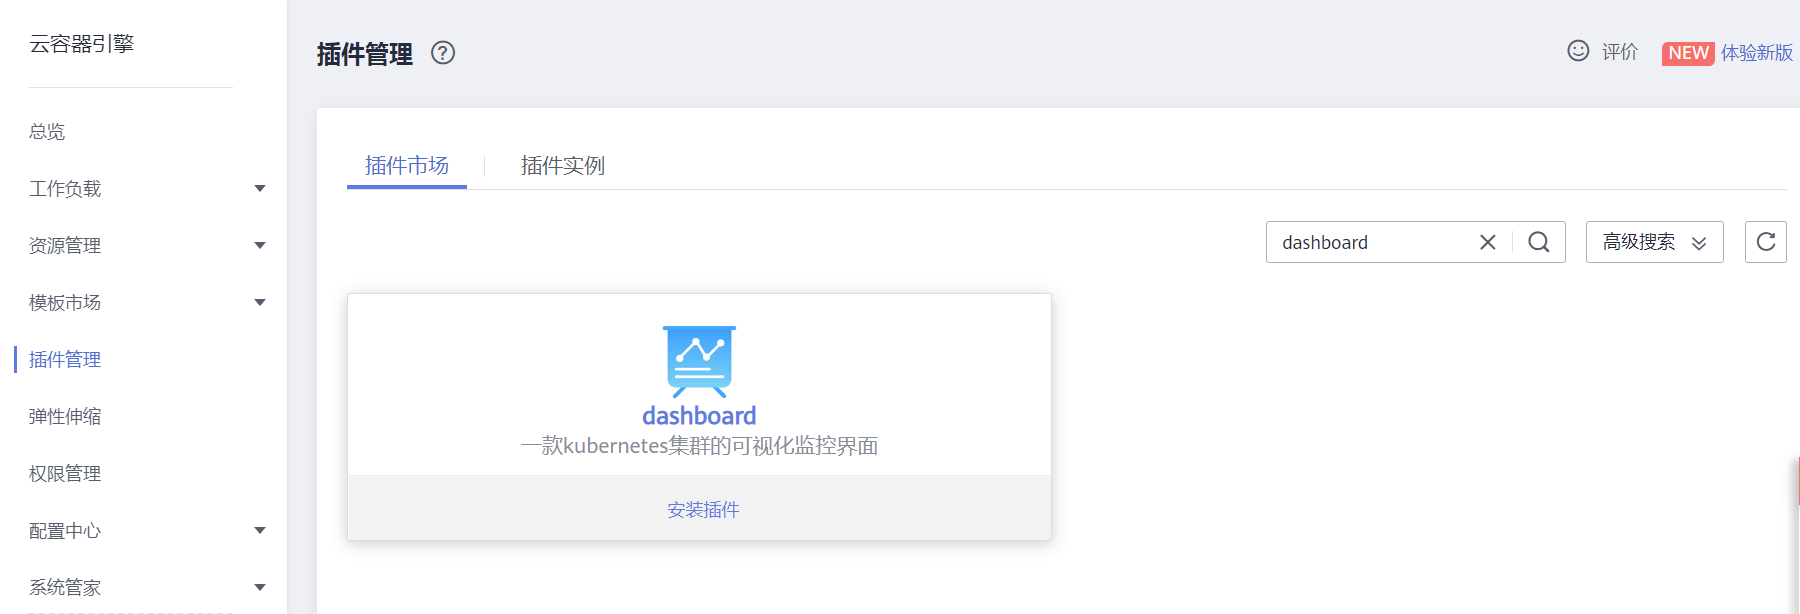 云容器引擎
总览
工作负载
资源管理
模板市场
插件管理
弹性伸缩
权限管理
配置中心
系统管家
插件管理 ?
评价 NEW 体验新版
插件市场 插件实例
dashboard 高级搜索
dashboard
一款kubernetes集群的可视化监控界面
安装插件